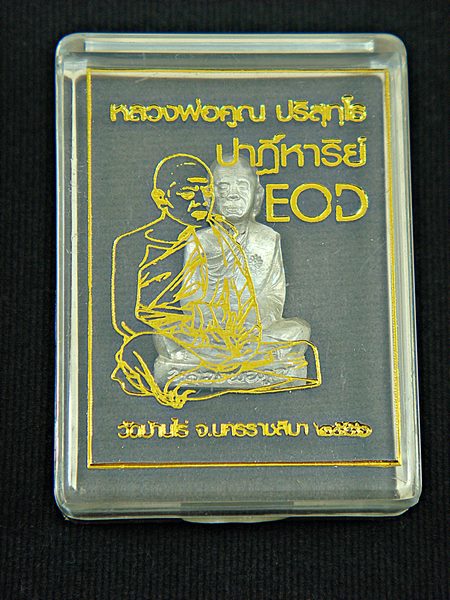 หลวงพ่อคูณ ปริสุทฺโธ
ปาฏิหาริย์
EOD
วัดบ้านไร่ จ.นครราชสีมา ๒๕๕๖